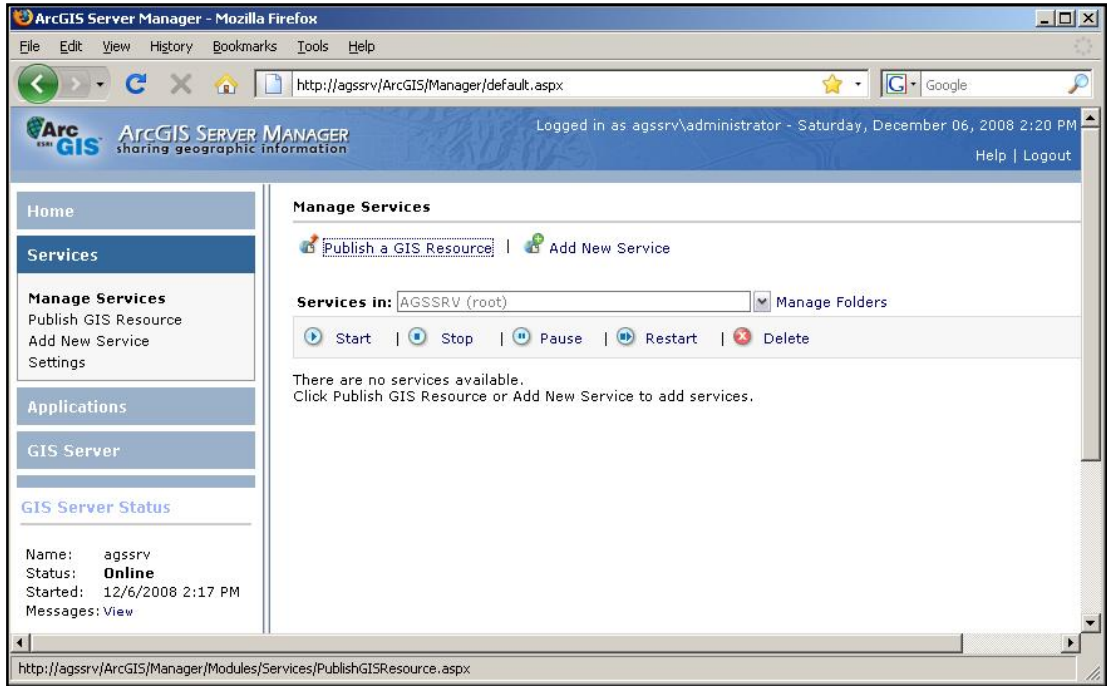 ArcGIS Server Manager - Mozilla Firefox
File Edit View History Bookmarks Tools Help
http://agssrv/ArcGIS/Manager/default.aspx
G Google
Arc GIS ESRI
ArcGIS Server Manager
sharing geographic information
Logged in as agssrv\administrator - Saturday, December 06, 2008 2:20 PM
Help | Logout
Home
Services
Manage Services
Publish GIS Resource
Add New Service
Settings
Applications
GIS Server
GIS Server Status
Name: agssrv
Status: Online
Started: 12/6/2008 2:17 PM
Messages: View
Manage Services
Publish a GIS Resource | Add New Service
Services in: AGSSRV (root) Manage Folders
Start | Stop | Pause | Restart | Delete
There are no services available.
Click Publish GIS Resource or Add New Service to add services.
http://agssrv/ArcGIS/Manager/Modules/Services/PublishGISResource.aspx